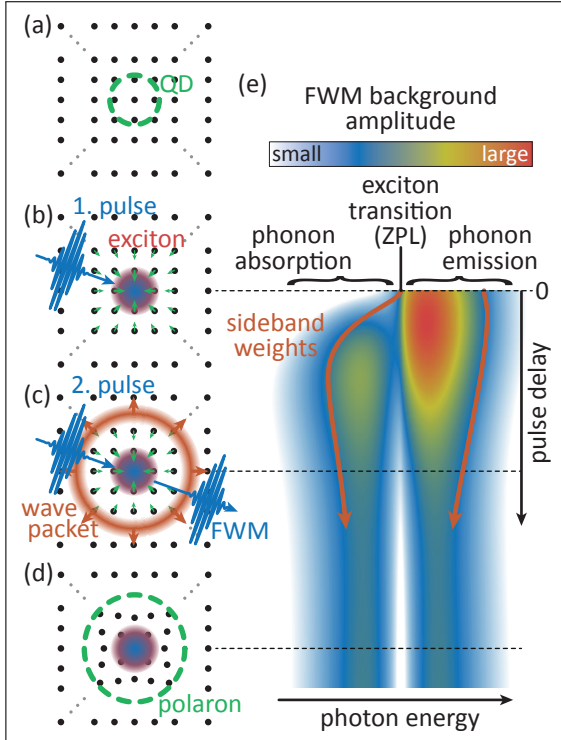 (a)
QD
(b)
1. pulse
exciton
(c)
2. pulse
wave
packet
FWM
(d)
polaron
(e)
FWM background
amplitude
small
large
exciton
transition
(ZPL)
phonon
absorption
phonon
emission
0
sideband
weights
pulse delay
photon energy